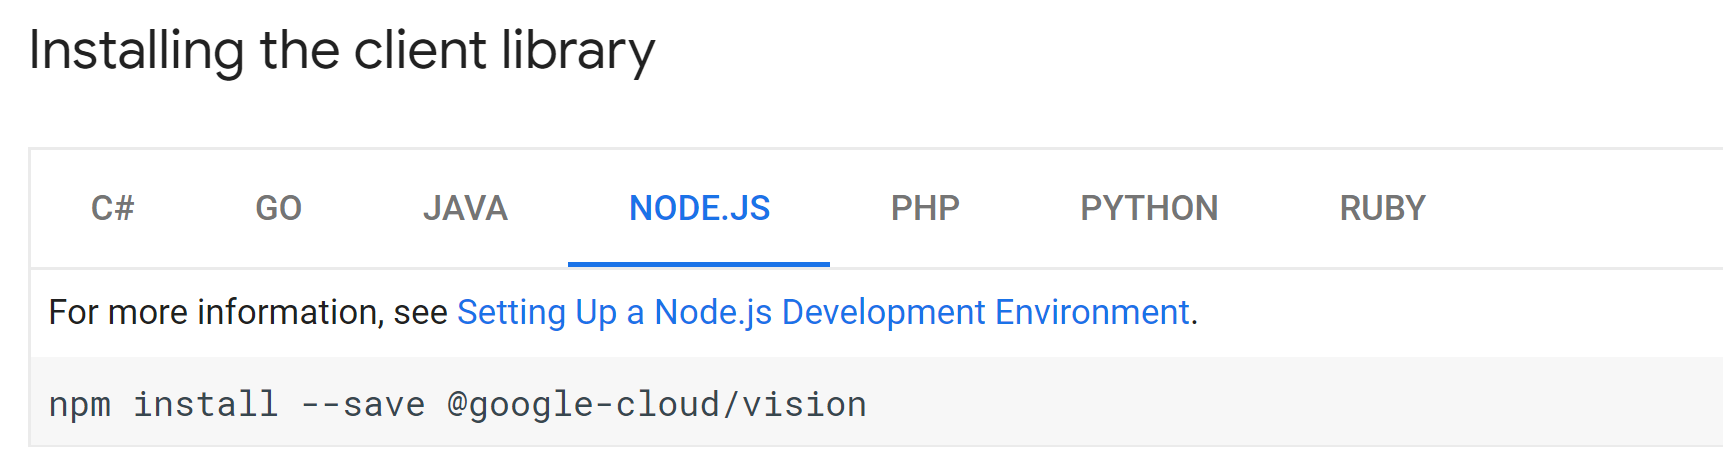 Installing the client library
C# GO JAVA NODE.JS PHP PYTHON RUBY
For more information, see Setting Up a Node.js Development Environment.
npm install --save @google-cloud/vision